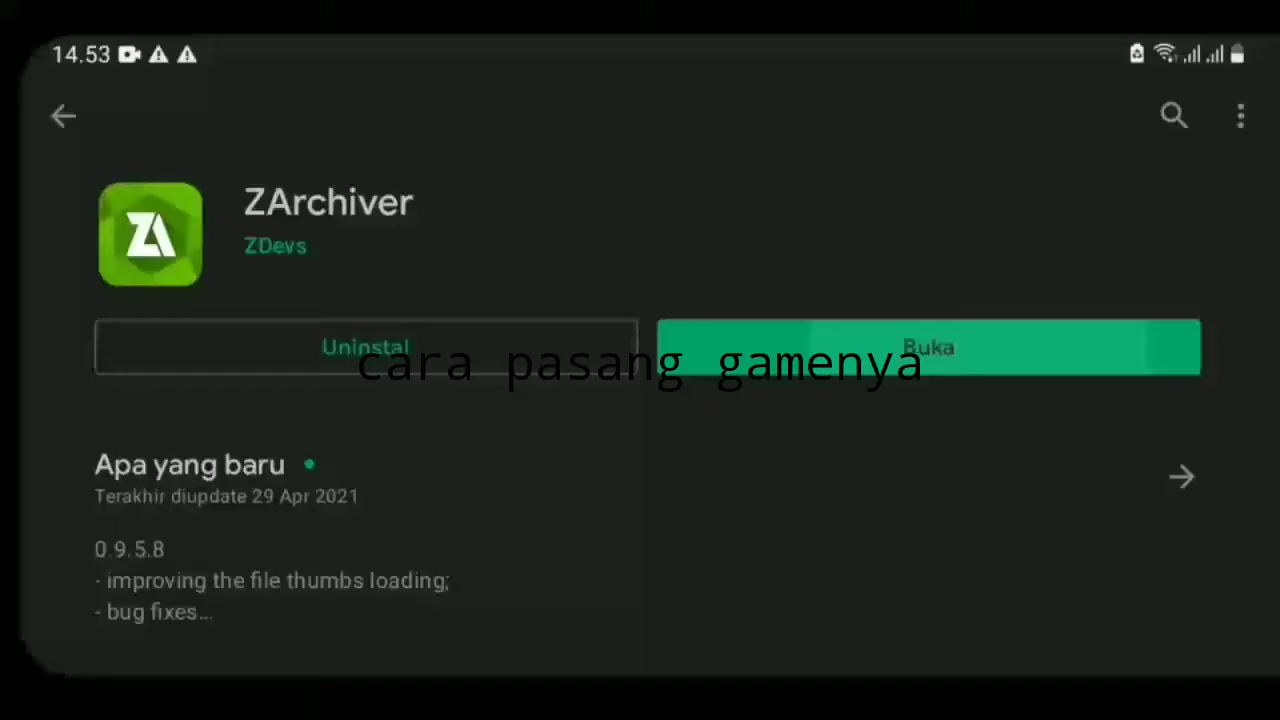 14.53
ZArchiver
ZDevs
Uninstal
Buka
cara pasang gamenya
Apa yang baru
Terakhir diupdate 29 Apr 2021
0.9.5.8
- improving the file thumbs loading;
- bug fixes...